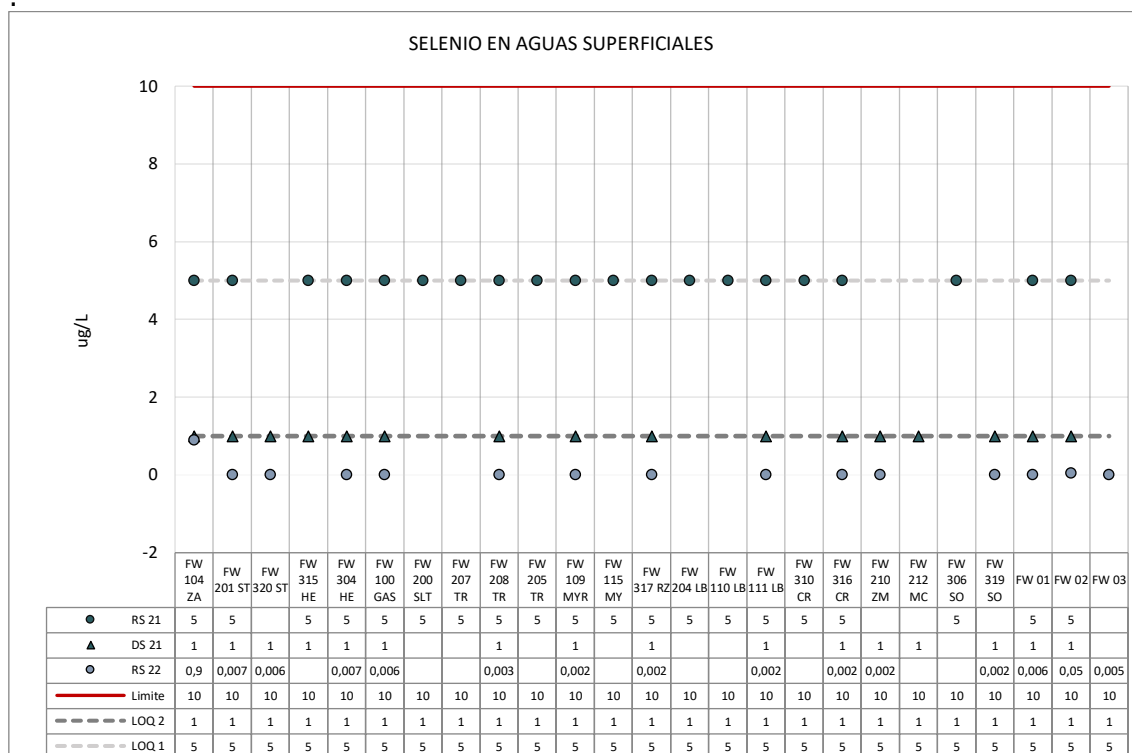 .
SELENIO EN AGUAS SUPERFICIALES
10
8
6
4
2
0
-2
ug/L
FW 104 ZA FW 201 ST FW 320 ST FW 315 HE FW 304 HE FW 100 GAS FW 200 SLT FW 207 TR FW 208 TR FW 205 TR FW 109 MYR FW 115 MY FW 317 RZ FW 204 LB FW 110 LB FW 111 LB FW 310 CR FW 316 CR FW 210 ZM FW 212 MC FW 306 SO FW 319 SO FW 01 FW 02 FW 03
RS 21 5 5 5 5 5 5 5 5 5 5 5 5 5 5 5 5 5 5 5 5
DS 21 1 1 1 1 1 1 1 1 1 1 1 1 1 1 1 1
RS 22 0,9 0,007 0,006 0,007 0,006 0,003 0,002 0,002 0,002 0,002 0,002 0,002 0,006 0,05 0,005
Limite 10 10 10 10 10 10 10 10 10 10 10 10 10 10 10 10 10 10 10 10 10 10 10 10 10
LOQ 2 1 1 1 1 1 1 1 1 1 1 1 1 1 1 1 1 1 1 1 1 1 1 1 1 1
LOQ 1 5 5 5 5 5 5 5 5 5 5 5 5 5 5 5 5 5 5 5 5 5 5 5 5 5